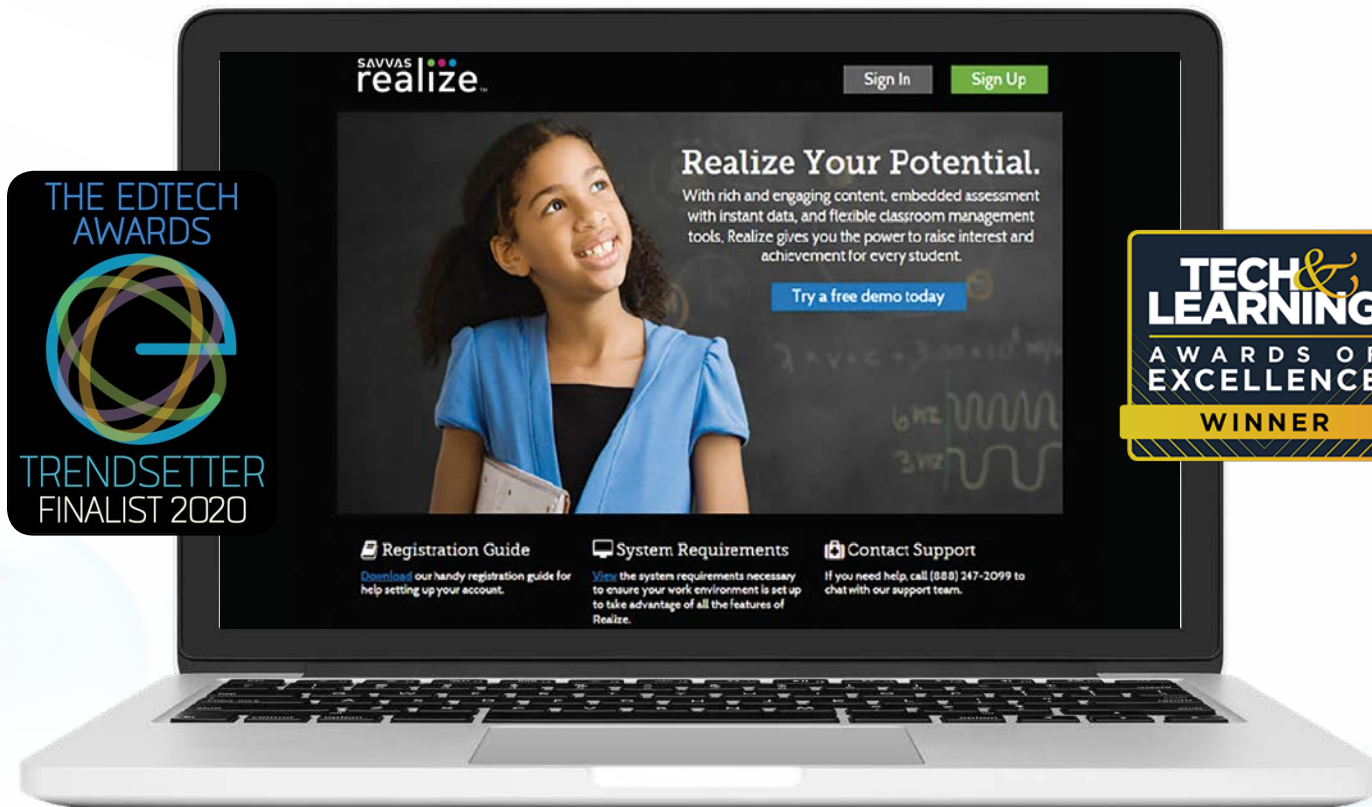 SAVVAS
realize™
Sign In
Sign Up
Realize Your Potential.
With rich and engaging content, embedded assessment
with instant data, and flexible classroom management
tools, Realize gives you the power to raise interest and
achievement for every student.
Try a free demo today
6 Hz
3 Hz
Registration Guide
Download our handy registration guide for
help setting up your account.
System Requirements
View the system requirements necessary
to ensure your work environment is set up
to take advantage of all the features of
Realize.
Contact Support
If you need help, call (888) 247-2099 to
chat with our support team.
THE EDTECH
AWARDS
TRENDSETTER
FINALIST 2020
TECH&
LEARNING
AWARDS OF
EXCELLENCE
WINNER